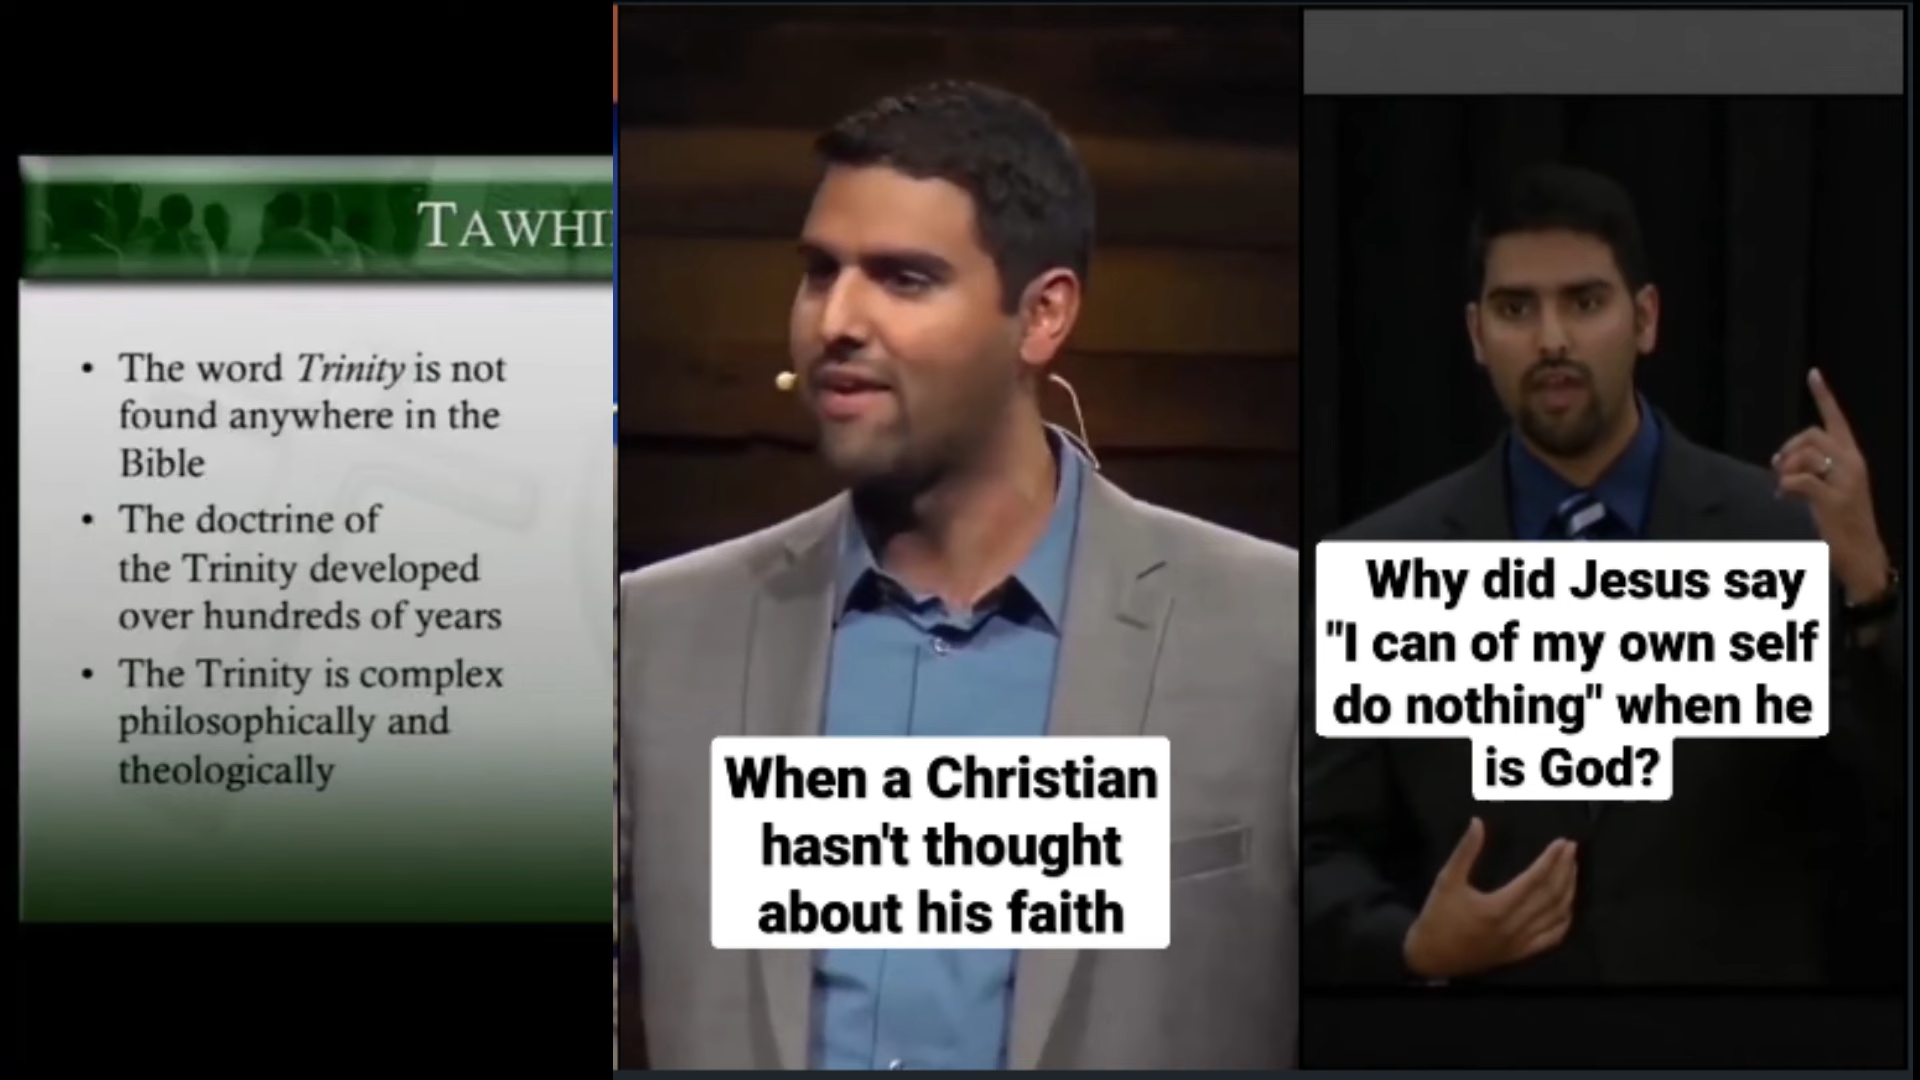 TAWHI
• The word Trinity is not
found anywhere in the
Bible
• The doctrine of
the Trinity developed
over hundreds of years
• The Trinity is complex
philosophically and
theologically
When a Christian
hasn't thought
about his faith
Why did Jesus say
"I can of my own self
do nothing" when he
is God?